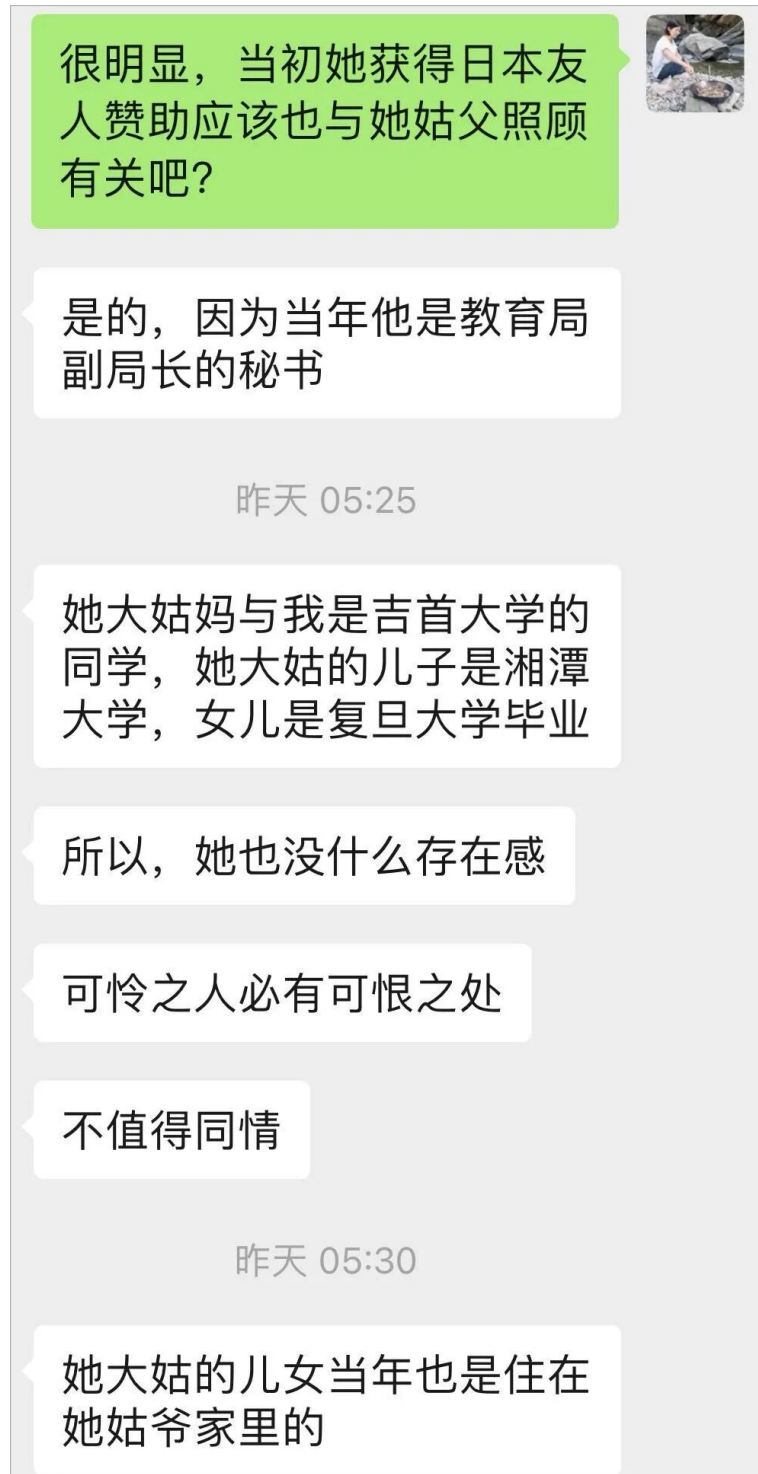 很明显，当初她获得日本友
人赞助应该也与她姑父照顾
有关吧？
是的，因为当年他是教育局
副局长的秘书
昨天 05:25
她大姑妈与我是吉首大学的
同学，她大姑的儿子是湘潭
大学，女儿是复旦大学毕业
所以，她也没什么存在感
可怜之人必有可恨之处
不值得同情
昨天 05:30
她大姑的儿女当年也是住在
她姑爷家里的